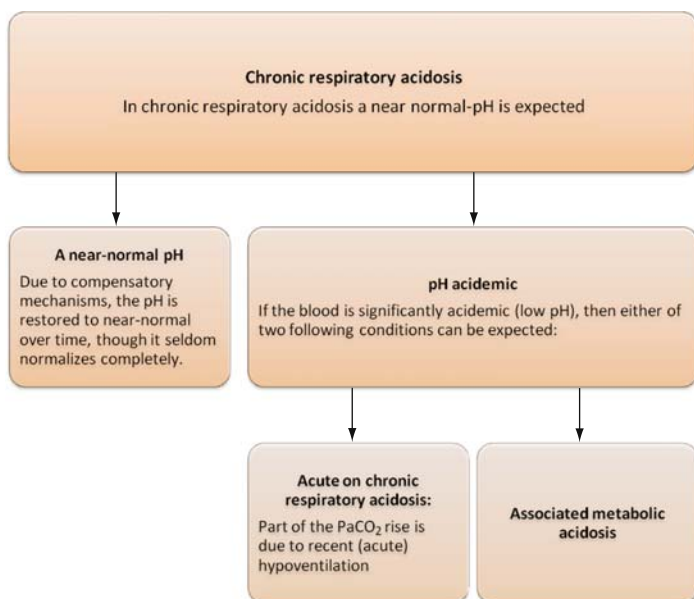 Chronic respiratory acidosis
In chronic respiratory acidosis a near normal-pH is expected
A near-normal pH
Due to compensatory
mechanisms, the pH is
restored to near-normal
over time, though it seldom
normalizes completely.
pH acidemic
If the blood is significantly acidemic (low pH), then either of
two following conditions can be expected:
Acute on chronic
respiratory acidosis:
Part of the PaCO₂ rise is
due to recent (acute)
hypoventilation
Associated metabolic
acidosis